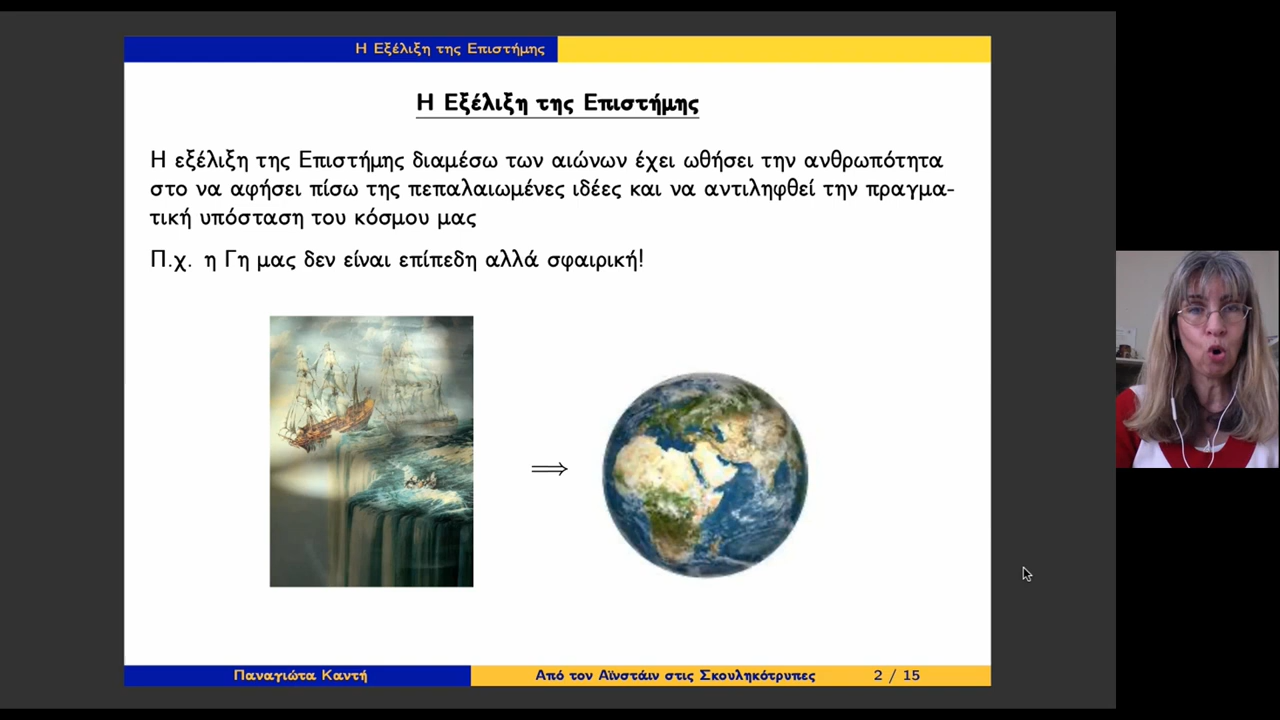 Η Εξέλιξη της Επιστήμης
Η Εξέλιξη της Επιστήμης
Η εξέλιξη της Επιστήμης διαμέσω των αιώνων έχει ωθήσει την ανθρωπότητα
στο να αφήσει πίσω της πεπαλαιωμένες ιδέες και να αντιληφθεί την πραγμα-
τική υπόσταση του κόσμου μας
Π.χ. η Γη μας δεν είναι επίπεδη αλλά σφαιρική!
⟹
Παναγιώτα Καντή
Από τον Αϊνστάιν στις Σκουληκότρυπες
2 / 15